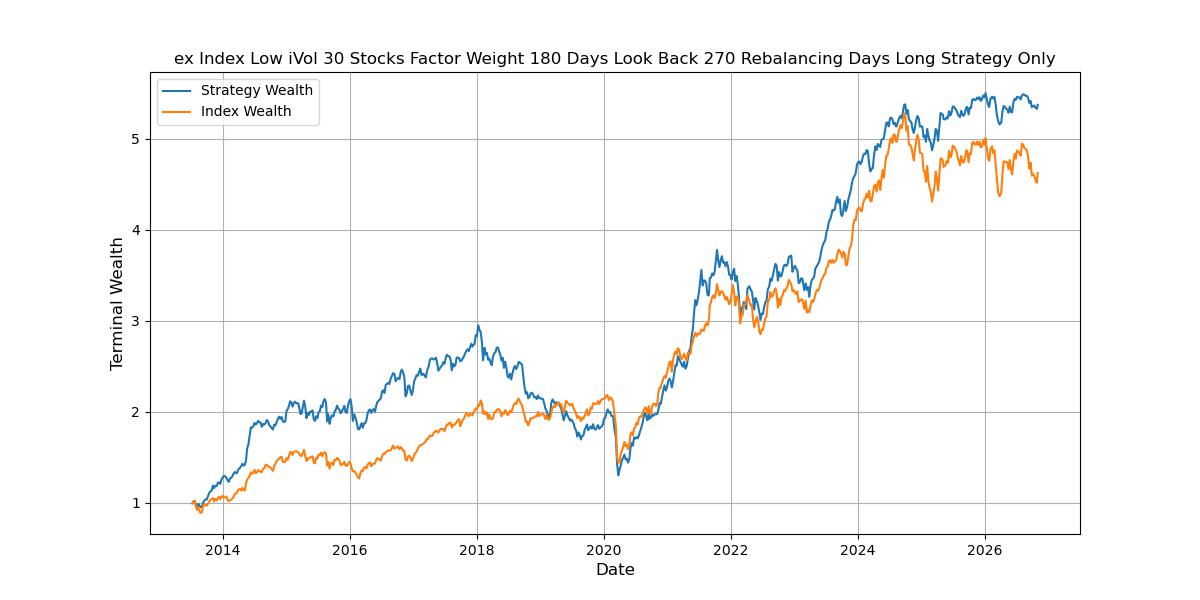 ex Index Low iVol 30 Stocks Factor Weight 180 Days Look Back 270 Rebalancing Days Long Strategy Only
Strategy Wealth
Index Wealth
Terminal Wealth
5
4
3
2
1
2014 2016 2018 2020 2022 2024 2026
Date